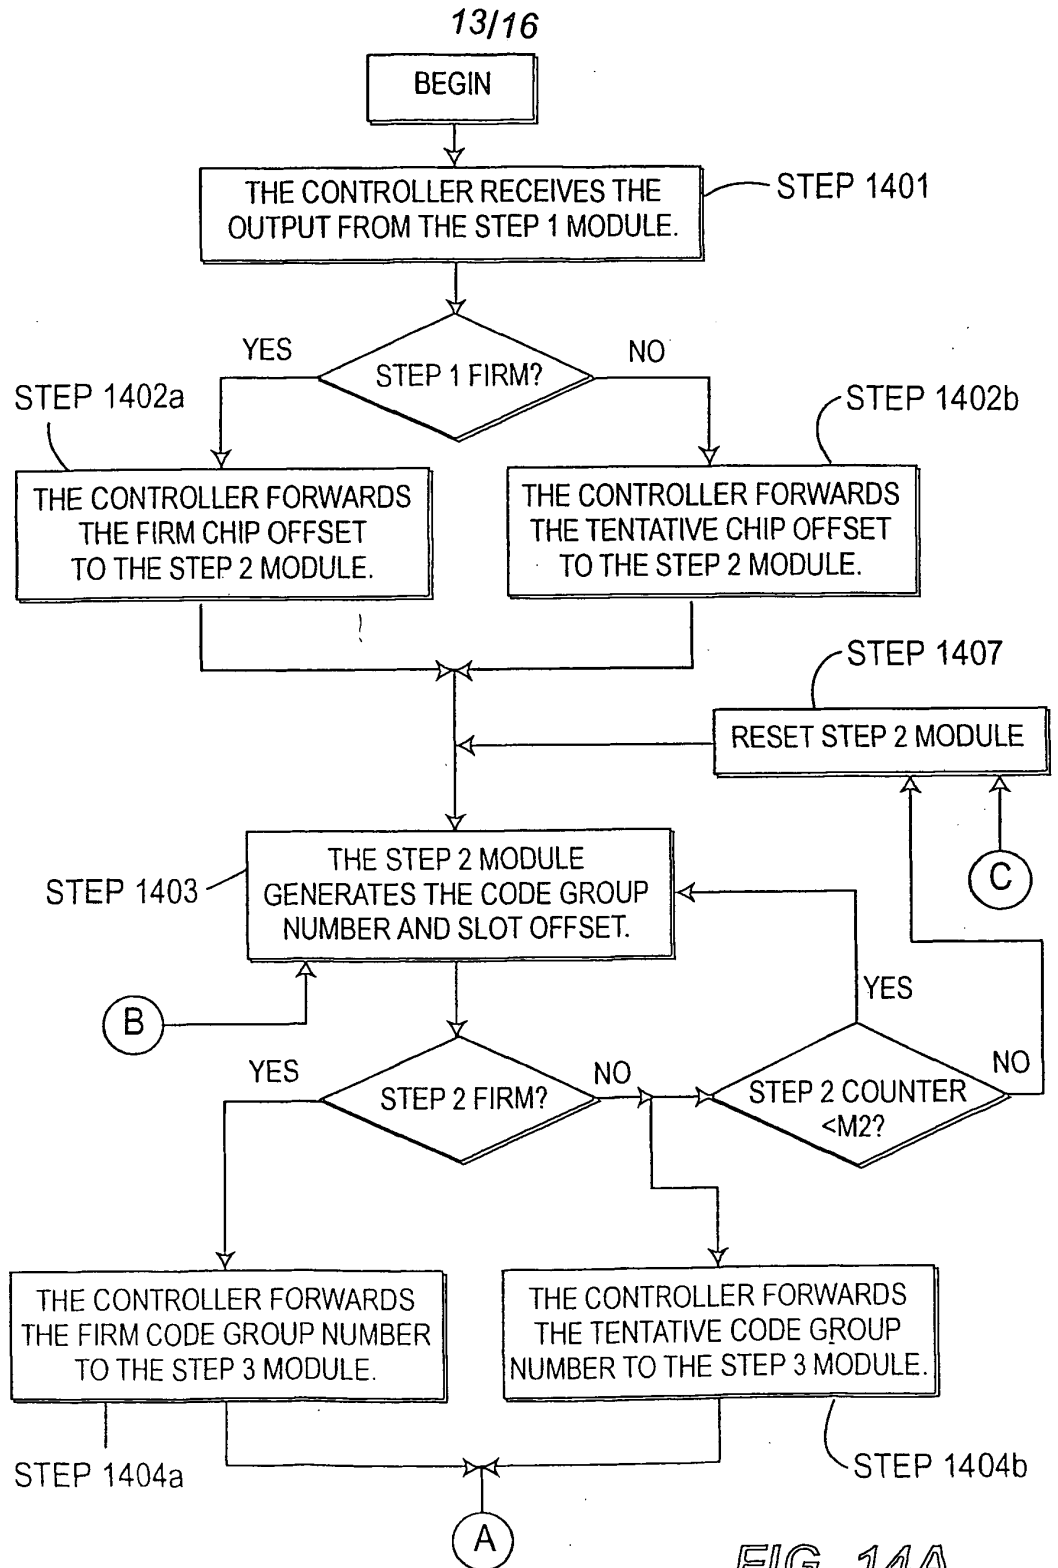 13/16
BEGIN
THE CONTROLLER RECEIVES THE
OUTPUT FROM THE STEP 1 MODULE.
STEP 1401
YES
STEP 1 FIRM?
NO
STEP 1402a
STEP 1402b
THE CONTROLLER FORWARDS
THE FIRM CHIP OFFSET
TO THE STEP 2 MODULE.
THE CONTROLLER FORWARDS
THE TENTATIVE CHIP OFFSET
TO THE STEP 2 MODULE.
STEP 1407
RESET STEP 2 MODULE
C
STEP 1403
THE STEP 2 MODULE
GENERATES THE CODE GROUP
NUMBER AND SLOT OFFSET.
B
YES
YES
STEP 2 FIRM?
NO
STEP 2 COUNTER
<M2?
NO
THE CONTROLLER FORWARDS
THE FIRM CODE GROUP NUMBER
TO THE STEP 3 MODULE.
THE CONTROLLER FORWARDS
THE TENTATIVE CODE GROUP
NUMBER TO THE STEP 3 MODULE.
STEP 1404a
STEP 1404b
A
FIG. 14A